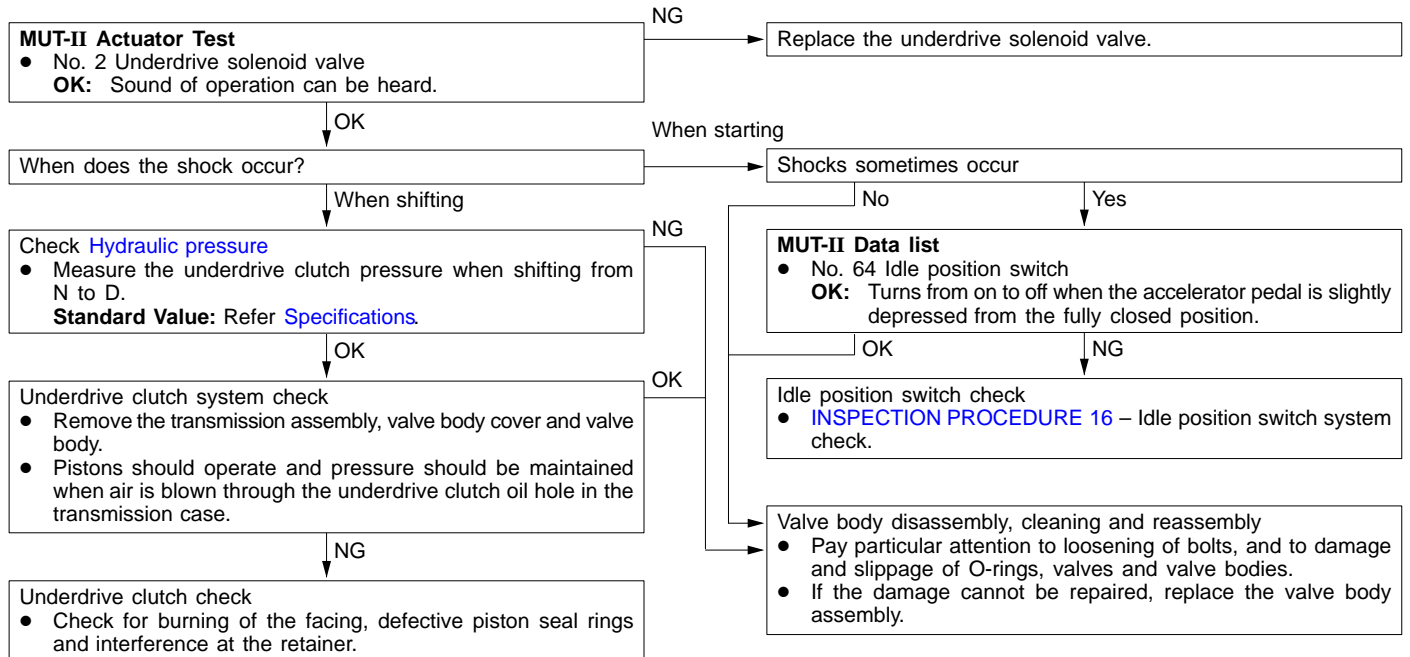 NG
MUT-II Actuator Test
● No. 2 Underdrive solenoid valve
OK: Sound of operation can be heard.
Replace the underdrive solenoid valve.
OK
When starting
When does the shock occur?
Shocks sometimes occur
When shifting
No
Yes
NG
Check Hydraulic pressure
● Measure the underdrive clutch pressure when shifting from
N to D.
Standard Value: Refer Specifications.
MUT-II Data list
● No. 64 Idle position switch
OK: Turns from on to off when the accelerator pedal is slightly
depressed from the fully closed position.
OK
OK
NG
OK
Underdrive clutch system check
● Remove the transmission assembly, valve body cover and valve
body.
● Pistons should operate and pressure should be maintained
when air is blown through the underdrive clutch oil hole in the
transmission case.
Idle position switch check
● INSPECTION PROCEDURE 16 – Idle position switch system
check.
Valve body disassembly, cleaning and reassembly
● Pay particular attention to loosening of bolts, and to damage
and slippage of O-rings, valves and valve bodies.
● If the damage cannot be repaired, replace the valve body
assembly.
NG
Underdrive clutch check
● Check for burning of the facing, defective piston seal rings
and interference at the retainer.